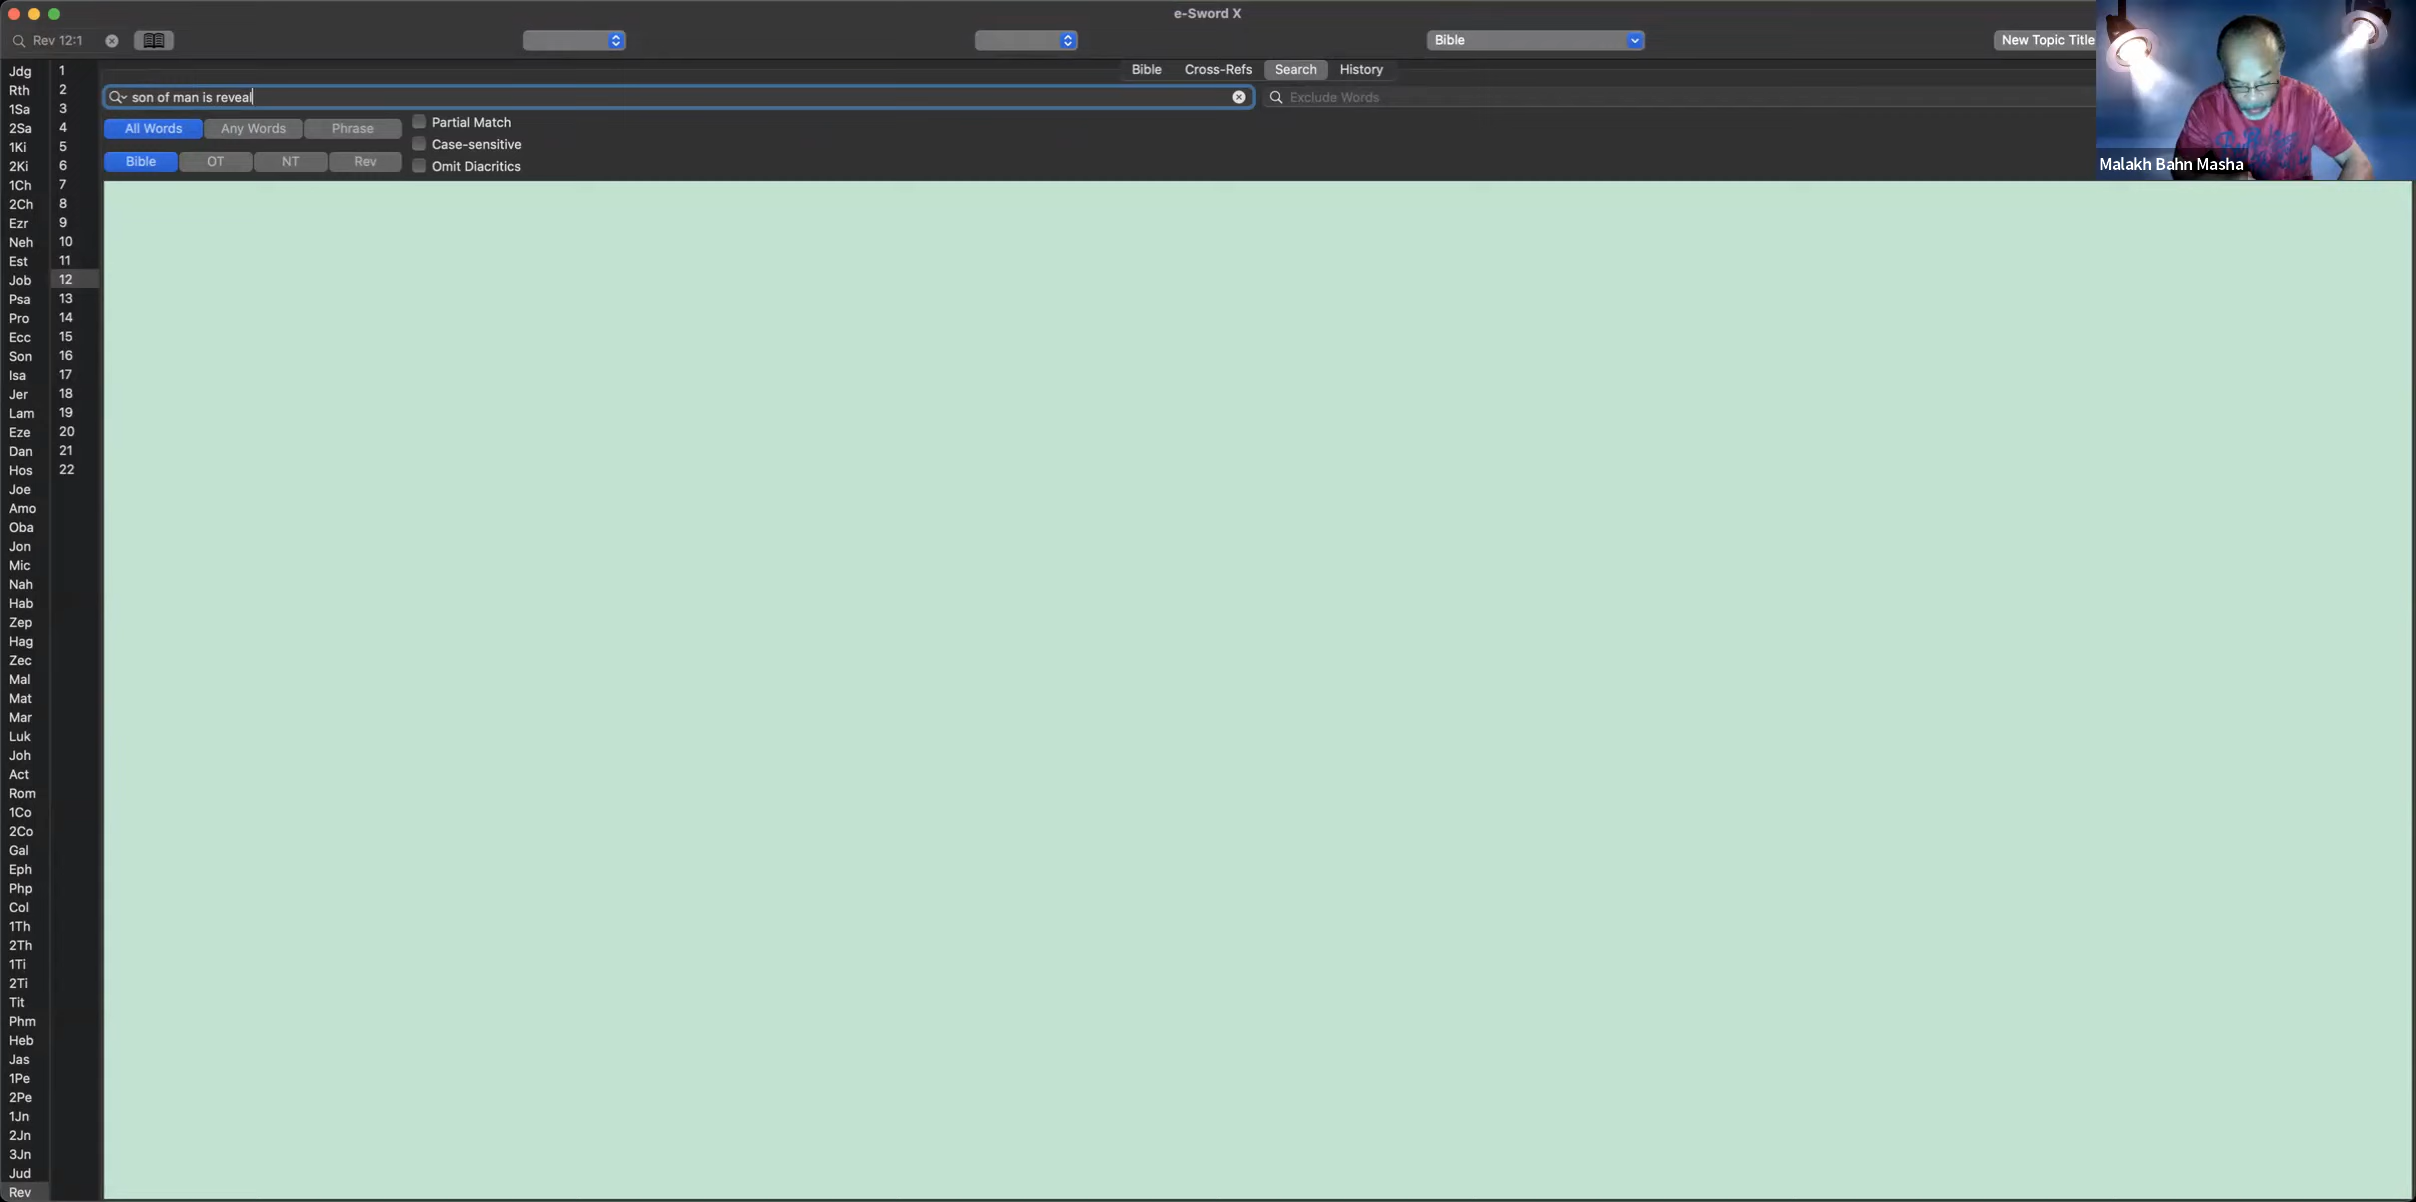 e-Sword X
Rev 12:1
Bible
New Topic Title
Bible Cross-Refs Search History
son of man is reveal
Exclude Words
All Words Any Words Phrase
Partial Match
Case-sensitive
Omit Diacritics
Bible OT NT Rev
Malakh Bahn Masha
Jdg
Rth
1Sa
2Sa
1Ki
2Ki
1Ch
2Ch
Ezr
Neh
Est
Job
Psa
Pro
Ecc
Son
Isa
Jer
Lam
Eze
Dan
Hos
Joe
Amo
Oba
Jon
Mic
Nah
Hab
Zep
Hag
Zec
Mal
Mat
Mar
Luk
Joh
Act
Rom
1Co
2Co
Gal
Eph
Php
Col
1Th
2Th
1Ti
2Ti
Tit
Phm
Heb
Jas
1Pe
2Pe
1Jn
2Jn
3Jn
Jud
Rev
1
2
3
4
5
6
7
8
9
10
11
12
13
14
15
16
17
18
19
20
21
22